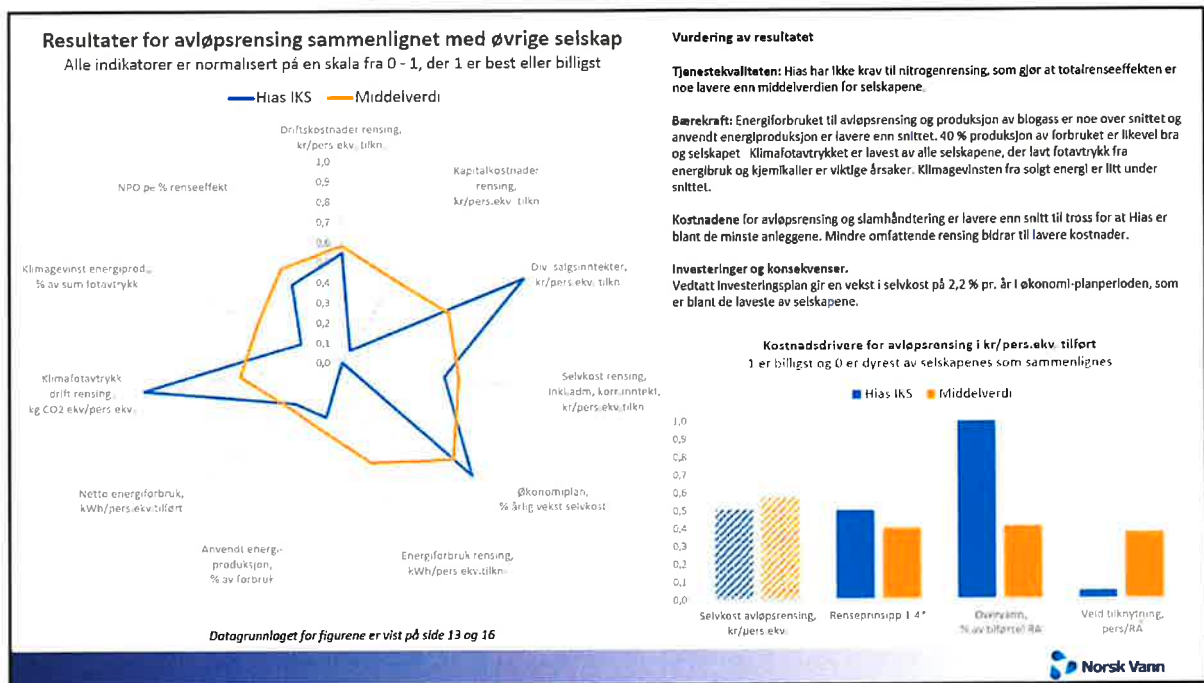 Resultater for avløpsrensing sammenlignet med øvrige selskap
Alle indikatorer er normalisert på en skala fra 0 - 1, der 1 er best eller billigst
Hias IKS Middelverdi
Driftskostnader rensing,
kr/pers ekv. tilkn.
1,0
0,9
0,8
0,7
0,6
0,5
0,4
0,3
0,2
0,1
0,0
Kapitalkostnader
rensing,
kr/pers.ekv. tilkn
Div. salgsinntekter,
kr/pers.ekv. tilkn
Selvkost rensing,
inkl.adm, korr.inntekt,
kr/pers.ekv.tilkn
Økonomiplan,
% årlig vekst selvkost
Energiforbruk rensing,
kWh/pers ekv.tilkn.
Anvendt energi-
produksjon,
% av forbruk
Netto energiforbruk,
kWh/pers.ekv.tilført
Klimafotavtrykk
drift rensing,
kg CO2 ekv/pers ekv.
Klimagevinst energiprod.,
% av sum fotavtrykk
NPO pe % renseeffekt
Datagrunnlaget for figurene er vist på side 13 og 16
Vurdering av resultatet
Tjenestekvaliteten: Hias har ikke krav til nitrogenrensing, som gjør at totalrenseeffekten er
noe lavere enn middelverdien for selskapene.
Bærekraft: Energiforbruket til avløpsrensing og produksjon av biogass er noe over snittet og
anvendt energiproduksjon er lavere enn snittet. 40 % produksjon av forbruket er likevel bra
og selskapet Klimafotavtrykket er lavest av alle selskapene, der lavt fotavtrykk fra
energibruk og kjemikalier er viktige årsaker. Klimagevinsten fra solgt energi er litt under
snittet.
Kostnadene for avløpsrensing og slamhåndtering er lavere enn snitt til tross for at Hias er
blant de minste anleggene. Mindre omfattende rensing bidrar til lavere kostnader.
Investeringer og konsekvenser.
Vedtatt investeringsplan gir en vekst i selvkost på 2,2 % pr. år i økonomi-planperioden, som
er blant de laveste av selskapene.
Kostnadsdrivere for avløpsrensing i kr/pers.ekv. tilført
1 er billigst og 0 er dyrest av selskapenes som sammenlignes
Hias IKS Middelverdi
1,0
0,9
0,8
0,7
0,6
0,5
0,4
0,3
0,2
0,1
0,0
Selvkost avløpsrensing,
kr/pers.ekv.
Renseprinsipp 1-4*
Overvann,
% av tilførtel RA
Veid tilknytning,
pers/RA
Norsk Vann